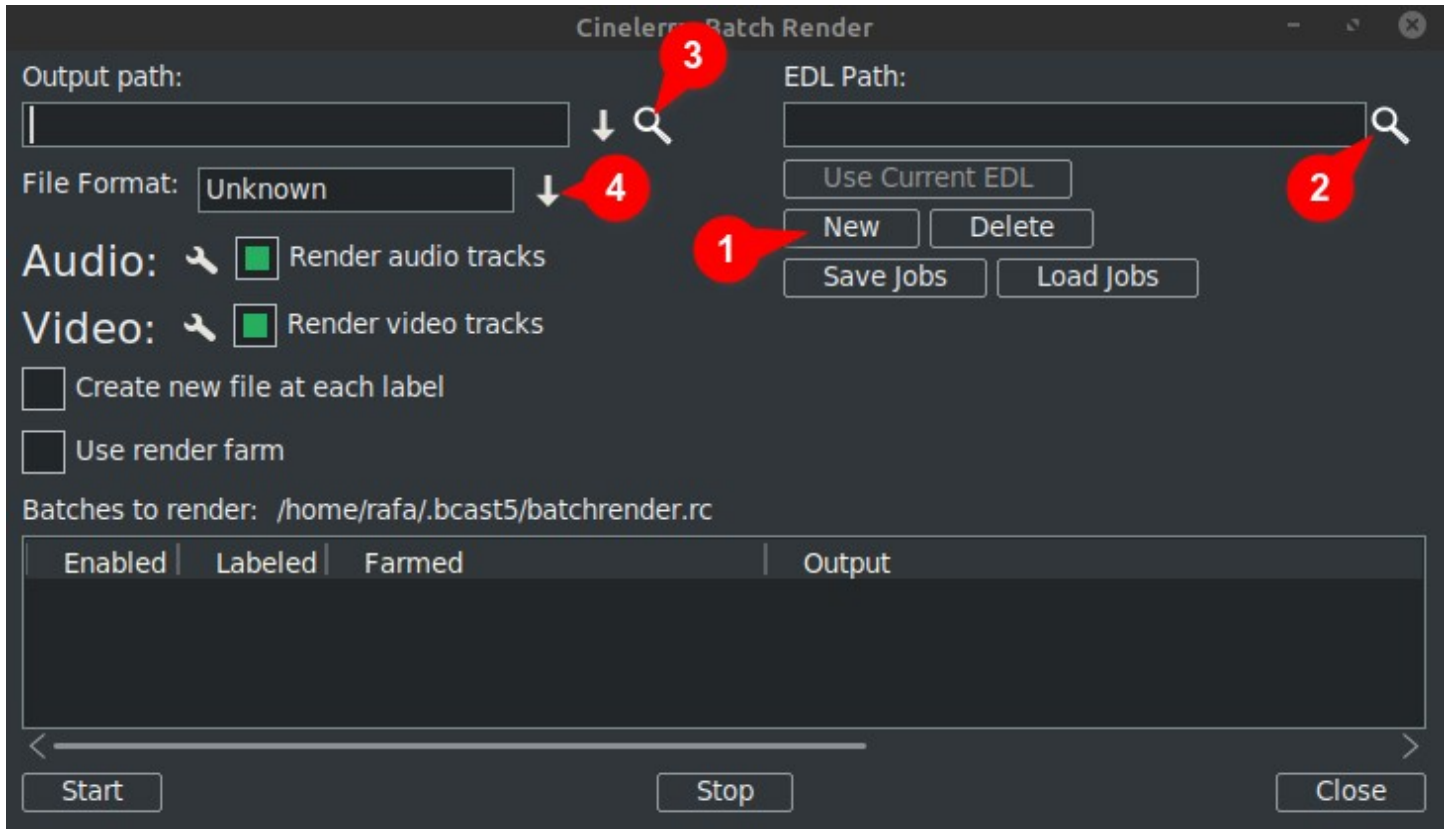 Cinelerra: Batch Render
3
Output path:
EDL Path:
2
File Format: Unknown
4
Use Current EDL
1
New Delete
Audio: Render audio tracks
Save Jobs Load Jobs
Video: Render video tracks
Create new file at each label
Use render farm
Batches to render: /home/rafa/.bcast5/batchrender.rc
Enabled Labeled Farmed Output
Start Stop Close